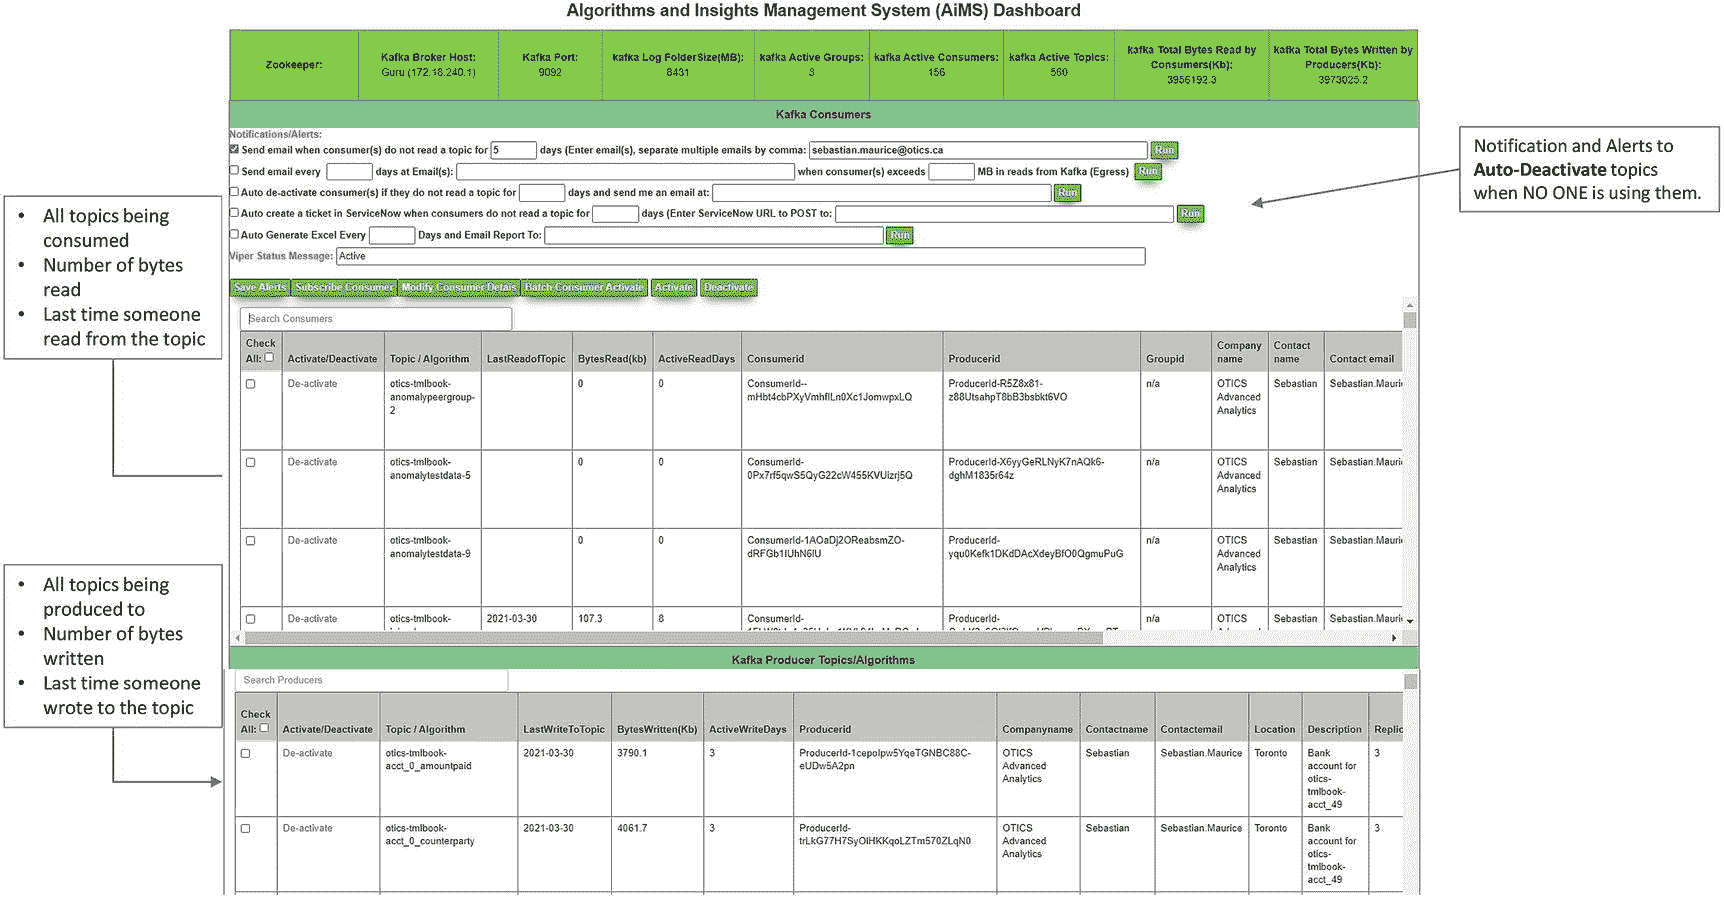 Algorithms and Insights Management System (AiMS) Dashboard
Zookeeper:
Kafka Broker Host:
Guru (172.18.240.1)
Kafka Port:
9092
kafka Log FolderSize(MB):
8431
kafka Active Groups:
3
kafka Active Consumers:
156
kafka Active Topics:
560
kafka Total Bytes Read by
Consumers(Kb):
3956192.3
kafka Total Bytes Written by
Producers(Kb):
3973025.2
Kafka Consumers
Notifications/Alerts:
Send email when consumer(s) do not read a topic for 5 days (Enter email(s), separate multiple emails by comma: sebastian.maurice@otics.ca Run
Send email every days at Email(s): when consumer(s) exceeds MB in reads from Kafka (Egress) Run
Auto de-activate consumer(s) if they do not read a topic for days and send me an email at: Run
Auto create a ticket in ServiceNow when consumers do not read a topic for days (Enter ServiceNow URL to POST to: Run
Auto Generate Excel Every Days and Email Report To: Run
Viper Status Message: Active
Save Alerts Subscribe Consumer Modify Consumer Details Batch Consumer Activate Activate Deactivate
Search Consumers
Check
All: Activate/Deactivate Topic / Algorithm LastReadofTopic BytesRead(kb) ActiveReadDays Consumerid Producerid Groupid Company
name Contact
name Contact email
De-activate otics-tmlbook-
anomalypeergroup-
2 0 0 ConsumerId--
ProducerId-R5Z8x81-
n/a OTICS
Advanced
Analytics Sebastian Sebastian.Mauri
De-activate otics-tmlbook-
anomalytestdata-5 0 0 ConsumerId-
0Px7rf5qwS5QyG22cW455KVUizrj5Q ProducerId-X6yyGeRLNyK7nAQk6-
dghM1835r64z n/a OTICS
Advanced
Analytics Sebastian Sebastian.Mauri
De-activate otics-tmlbook-
anomalytestdata-9 0 0 ConsumerId-1AOaDj2OReabsmZO-
ProducerId-
yqu0Kefk1DKdDAcXdeyBfO0QgmuPuG n/a OTICS
Advanced
Analytics Sebastian Sebastian.Mauri
De-activate otics-tmlbook- 2021-03-30 107.3 8 ConsumerId- ProducerId- n/a OTICS Sebastian Sebastian.Mauri
Kafka Producer Topics/Algorithms
Search Producers
Check
All: Activate/Deactivate Topic / Algorithm LastWriteToTopic BytesWritten(Kb) ActiveWriteDays Producerid Companyname Contactname Contactemail Location Description Replic
De-activate otics-tmlbook-
acct_0_amountpaid 2021-03-30 3790.1 3 ProducerId-1cepolpw5YqeTGNBC88C-
eUDw5A2pn OTICS
Advanced
Analytics Sebastian Sebastian.Maurice Toronto Bank
account for
otics-
tmlbook-
acct_49 3
De-activate otics-tmlbook-
acct_0_counterparty 2021-03-30 4061.7 3 ProducerId-
trLkG77H7SyOIHKKqoLZTm570ZLqN0 OTICS
Advanced
Analytics Sebastian Sebastian.Maurice Toronto Bank
account for
otics-
tmlbook-
acct_49 3
• All topics being
consumed
• Number of bytes
read
• Last time someone
read from the topic
• All topics being
produced to
• Number of bytes
written
• Last time someone
wrote to the topic
Notification and Alerts to
Auto-Deactivate topics
when NO ONE is using them.